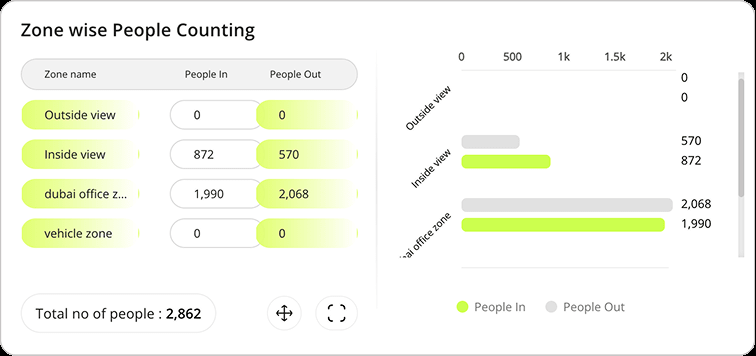 Zone wise People Counting
Zone name People In People Out
Outside view 0 0
Inside view 872 570
dubai office z... 1,990 2,068
vehicle zone 0 0
Total no of people : 2,862
0 500 1k 1.5k 2k
Outside view 0
0
Inside view 570
872
bai office zone 2,068
1,990
People In People Out